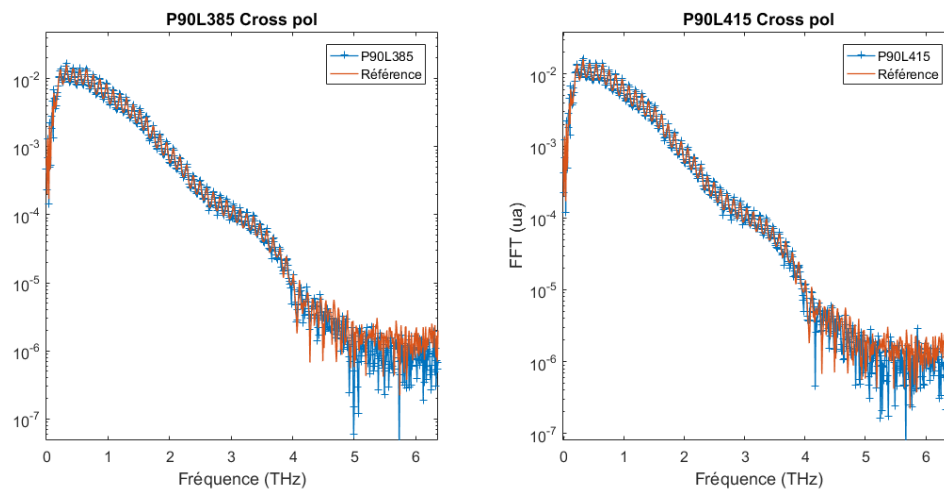 P90L385 Cross pol
P90L385
Référence
10^-2
10^-3
10^-4
10^-5
10^-6
10^-7
0 1 2 3 4 5 6
Fréquence (THz)
P90L415 Cross pol
P90L415
Référence
FFT (ua)
10^-2
10^-3
10^-4
10^-5
10^-6
10^-7
0 1 2 3 4 5 6
Fréquence (THz)